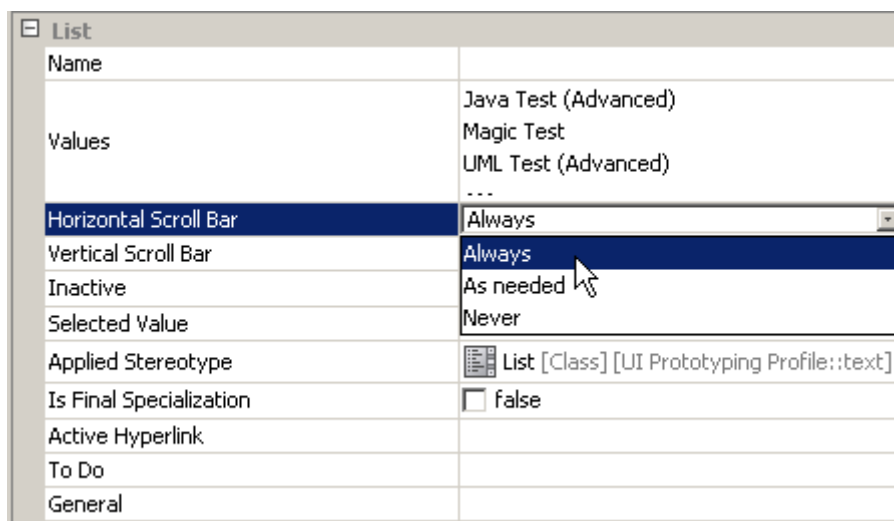 List
Name
Values
Java Test (Advanced)
Magic Test
UML Test (Advanced)
---
Horizontal Scroll Bar Always
Vertical Scroll Bar Always
Inactive As needed
Selected Value Never
Applied Stereotype List [Class] [UI Prototyping Profile::text]
Is Final Specialization false
Active Hyperlink
To Do
General